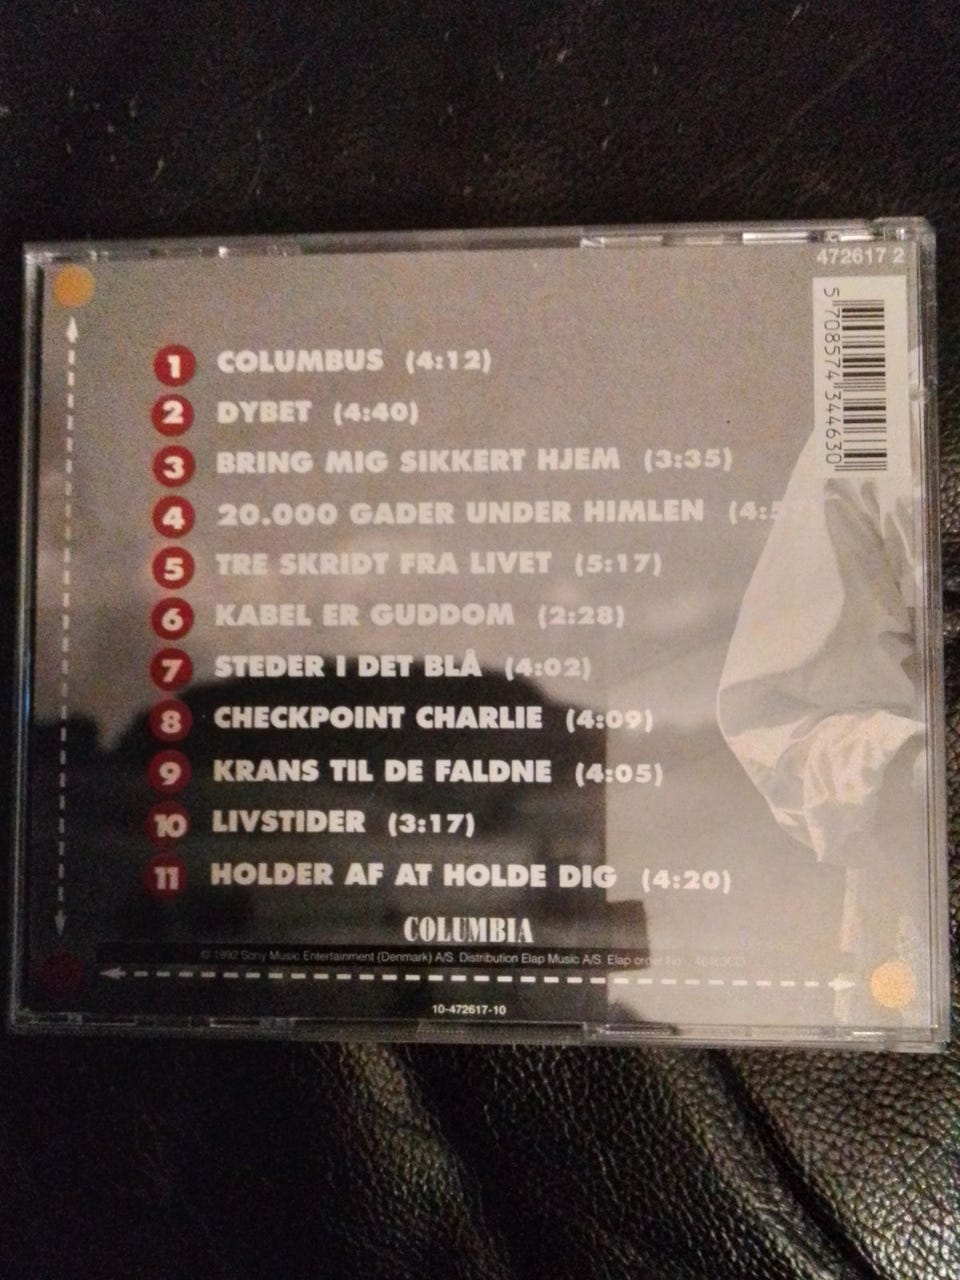 472617 2
5 708574 344630
1 COLUMBUS (4:12)
2 DYBET (4:40)
3 BRING MIG SIKKERT HJEM (3:35)
4 20.000 GADER UNDER HIMLEN
5 TRE SKRIDT FRA LIVET (5:17)
6 KABEL ER GUDDOM (2:28)
7 STEDER I DET BLÅ (4:02)
8 CHECKPOINT CHARLIE (4:09)
9 KRANS TIL DE FALDNE (4:05)
10 LIVSTIDER (3:17)
11 HOLDER AF AT HOLDE DIG (4:20)
COLUMBIA
© 1992 Sony Music Entertainment (Denmark) A/S. Distribution Elap Music A/S. Elap order No.
10-472617-10